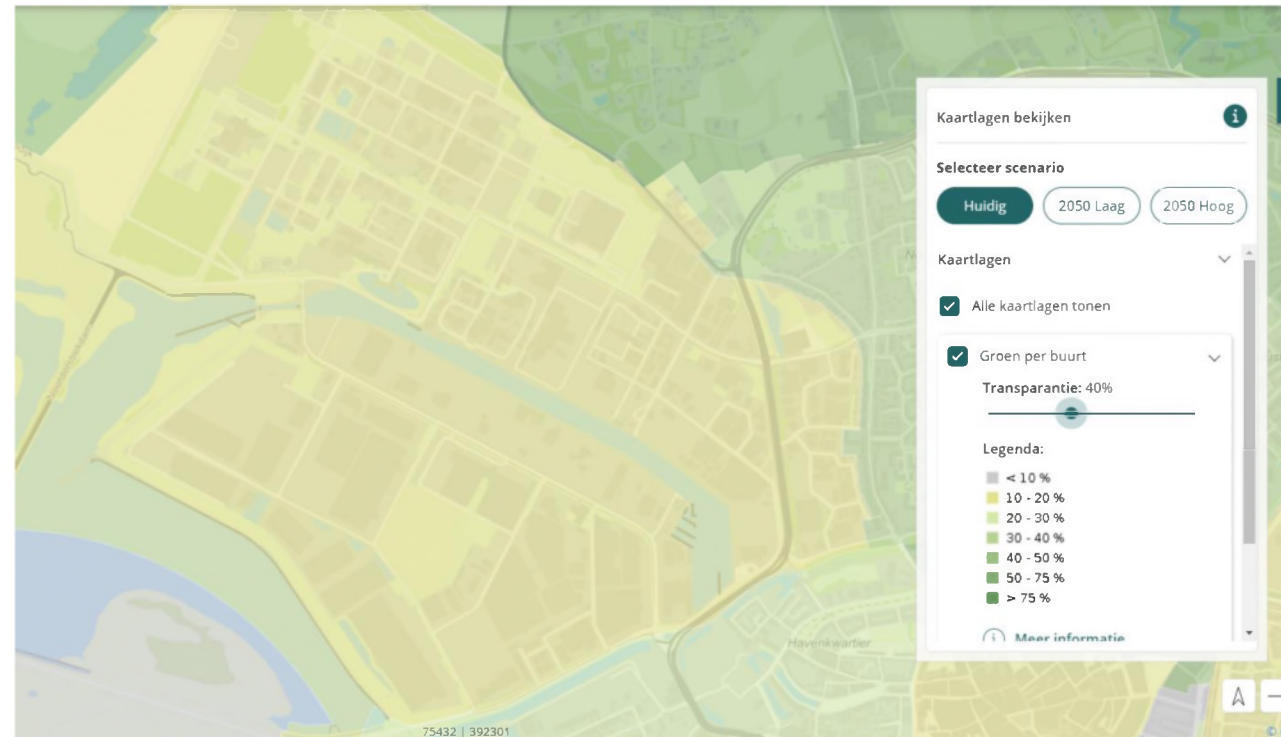 Kaartlagen bekijken
Selecteer scenario
Huidig
2050 Laag
2050 Hoog
Kaartlagen
Alle kaartlagen tonen
Groen per buurt
Transparantie: 40%
Legenda:
< 10 %
10 - 20 %
20 - 30 %
30 - 40 %
40 - 50 %
50 - 75 %
> 75 %
Meer informatie
Havenkwartier
75432 | 392301